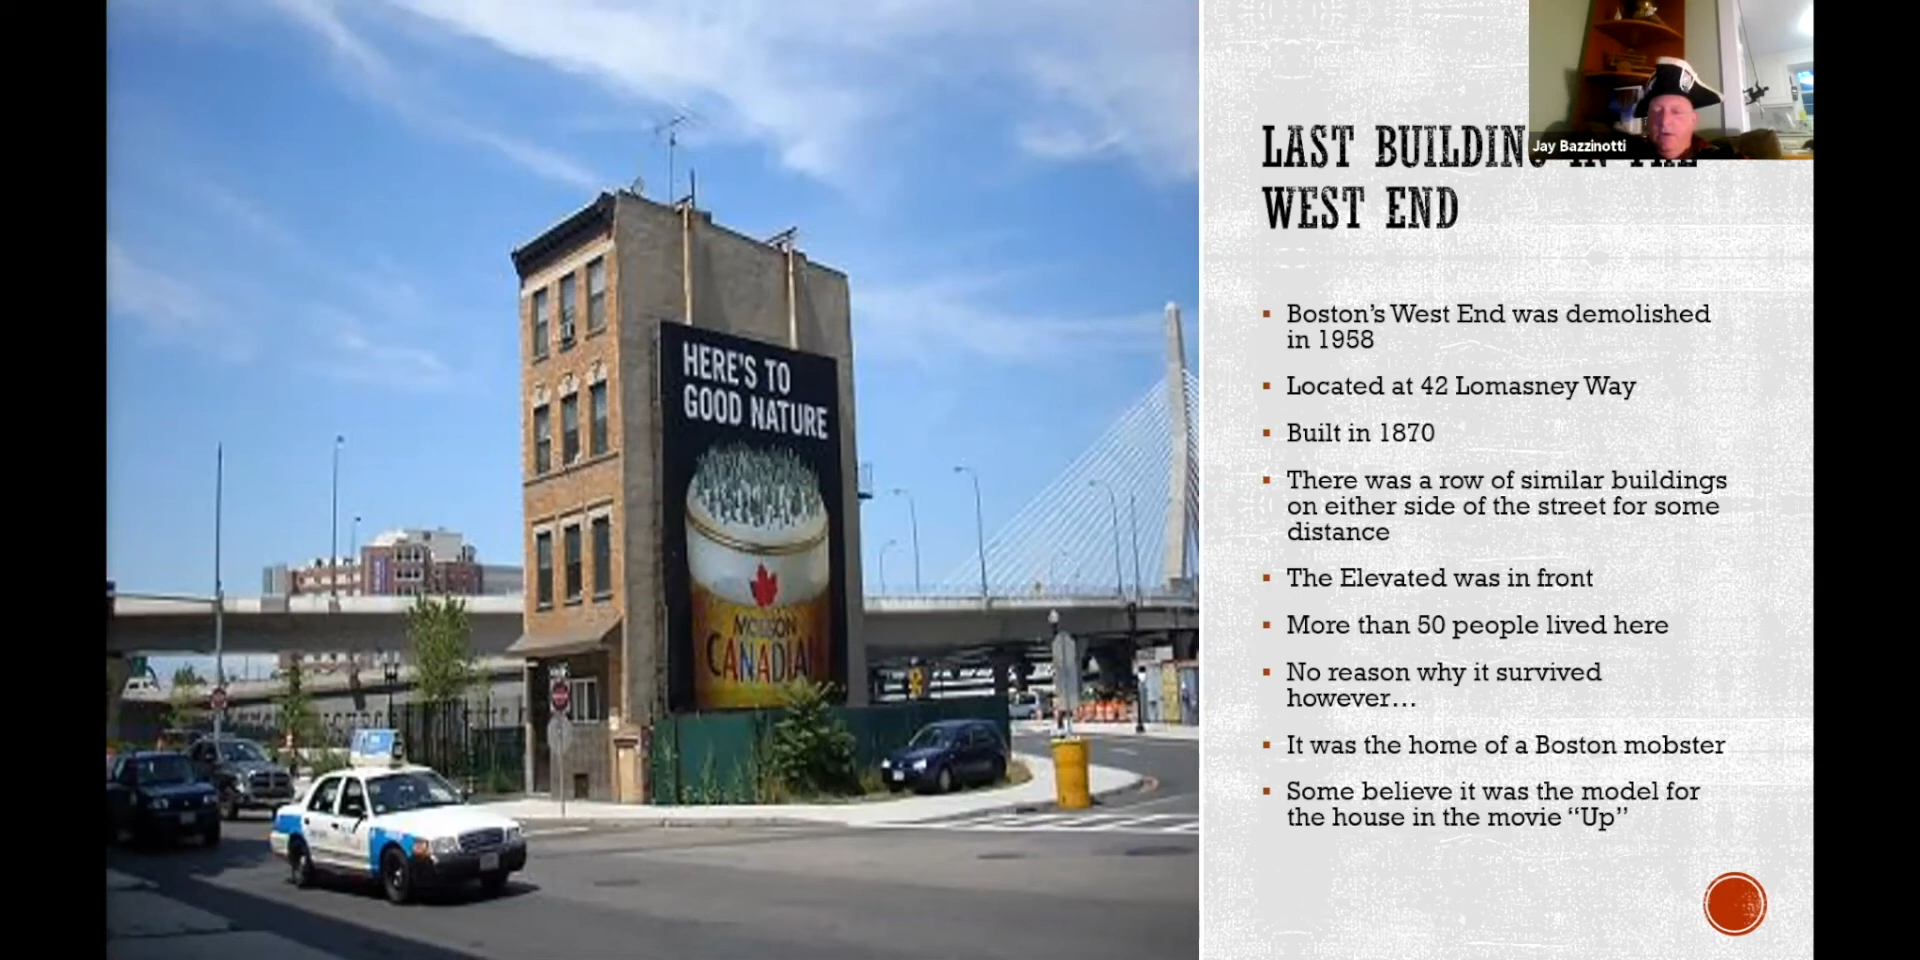 LAST BUILDING IN THE
WEST END
Jay Bazzinotti
Boston's West End was demolished
in 1958
Located at 42 Lomasney Way
Built in 1870
There was a row of similar buildings
on either side of the street for some
distance
The Elevated was in front
More than 50 people lived here
No reason why it survived
however…
It was the home of a Boston mobster
Some believe it was the model for
the house in the movie “Up”
HERE'S TO
GOOD NATURE
MOLSON
CANADIAN